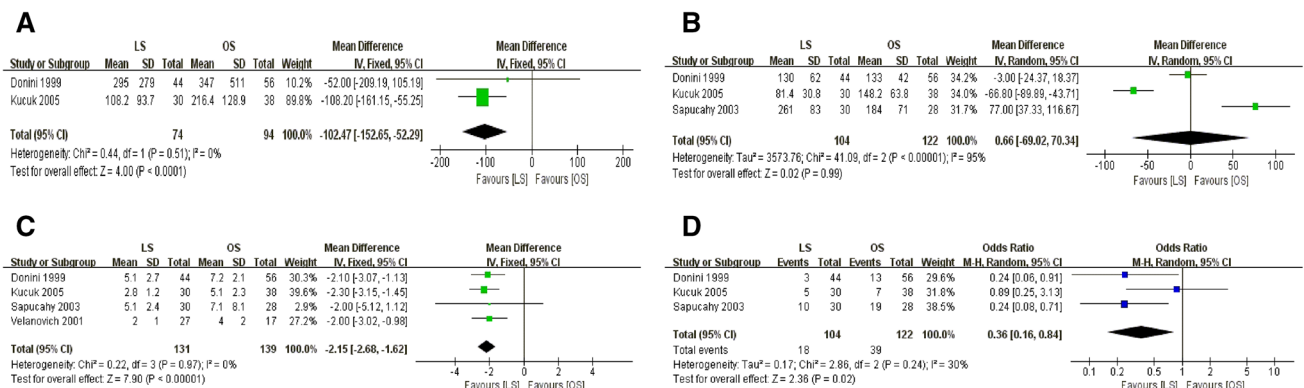 A
LS OS Mean Difference Mean Difference
Study or Subgroup Mean SD Total Mean SD Total Weight IV, Fixed, 95% CI IV, Fixed, 95% CI
Donini 1999 295 279 44 347 511 56 10.2% -52.00 [-209.19, 105.19]
Kucuk 2005 108.2 93.7 30 216.4 128.9 38 89.8% -108.20 [-161.15, -55.25]
Total (95% CI) 74 94 100.0% -102.47 [-152.65, -52.29]
Heterogeneity: Chi² = 0.44, df = 1 (P = 0.51); I² = 0%
Test for overall effect: Z = 4.00 (P < 0.0001)
-200 -100 0 100 200
Favours [LS] Favours [OS]
B
LS OS Mean Difference Mean Difference
Study or Subgroup Mean SD Total Mean SD Total Weight IV, Random, 95% CI IV, Random, 95% CI
Donini 1999 130 62 44 133 42 56 34.2% -3.00 [-24.37, 18.37]
Kucuk 2005 81.4 30.8 30 148.2 63.8 38 34.1% -66.80 [-89.89, -43.71]
Sapucahy 2003 261 83 30 184 71 28 31.7% 77.00 [37.33, 116.67]
Total (95% CI) 104 122 100.0% 0.66 [-69.02, 70.34]
Heterogeneity: Tau² = 3573.76; Chi² = 41.09, df = 2 (P < 0.00001); I² = 95%
Test for overall effect: Z = 0.02 (P = 0.99)
-100 -50 0 50 100
Favours [LS] Favours [OS]
C
LS OS Mean Difference Mean Difference
Study or Subgroup Mean SD Total Mean SD Total Weight IV, Fixed, 95% CI IV, Fixed, 95% CI
Donini 1999 5.1 2.7 44 7.2 2.1 56 30.3% -2.10 [-3.07, -1.13]
Kucuk 2005 2.8 1.2 30 5.1 2.3 38 39.6% -2.30 [-3.15, -1.45]
Sapucahy 2003 5.1 2.4 30 7.1 8.1 28 2.9% -2.00 [-5.12, 1.12]
Velanovich 2001 2 1 27 4 2 17 27.2% -2.00 [-3.02, -0.98]
Total (95% CI) 131 139 100.0% -2.15 [-2.68, -1.62]
Heterogeneity: Chi² = 0.22, df = 3 (P = 0.97); I² = 0%
Test for overall effect: Z = 7.90 (P < 0.00001)
-4 -2 0 2 4
Favours [LS] Favours [OS]
D
LS OS Odds Ratio Odds Ratio
Study or Subgroup Events Total Events Total Weight M-H, Random, 95% CI M-H, Random, 95% CI
Donini 1999 3 44 13 56 29.6% 0.24 [0.06, 0.91]
Kucuk 2005 5 30 7 38 31.8% 0.89 [0.25, 3.13]
Sapucahy 2003 10 30 19 28 38.6% 0.24 [0.08, 0.71]
Total (95% CI) 104 122 100.0% 0.36 [0.16, 0.84]
Total events 18 39
Heterogeneity: Tau² = 0.17; Chi² = 2.86, df = 2 (P = 0.24); I² = 30%
Test for overall effect: Z = 2.36 (P = 0.02)
0.1 0.2 0.5 1 2 5 10
Favours [LS] Favours [OS]